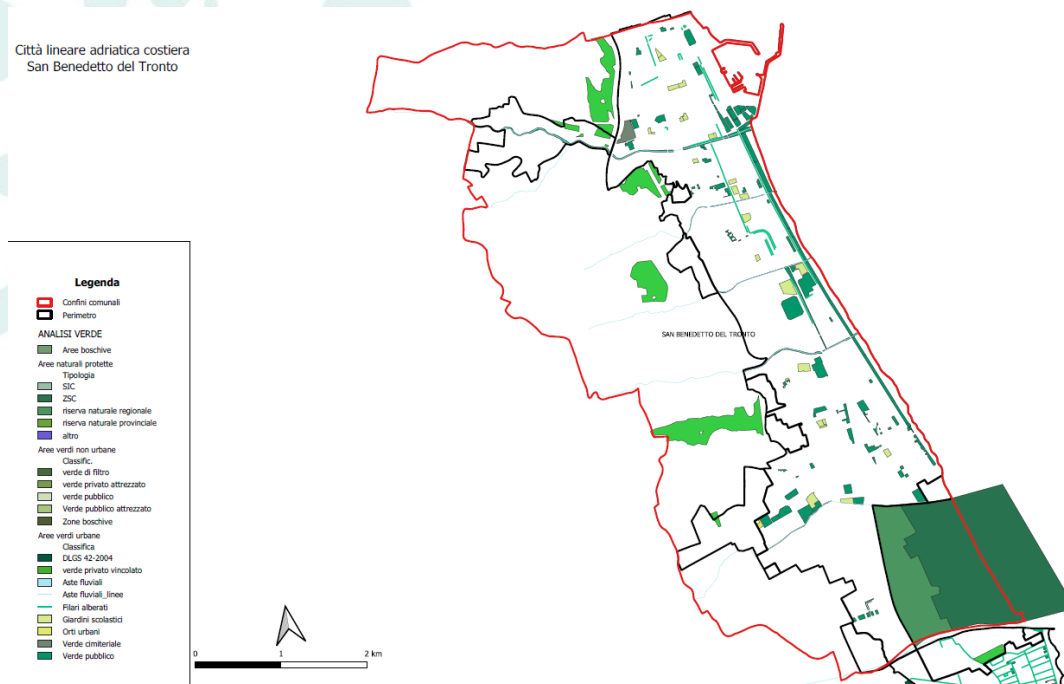 Città lineare adriatica costiera
San Benedetto del Tronto
Legenda
Confini comunali
Perimetro
ANALISI VERDE
Aree boschive
Aree naturali protette
Tipologia
SIC
ZSC
riserva naturale regionale
riserva naturale provinciale
altro
Aree verdi non urbane
Classific.
verde di filtro
verde privato attrezzato
verde pubblico
Verde pubblico attrezzato
Zone boschive
Aree verdi urbane
Classifica
DLGS 42-2004
verde privato vincolato
Aste fluviali
Aste fluviali_linee
Filari alberati
Giardini scolastici
Orti urbani
Verde cimiteriale
Verde pubblico
SAN BENEDETTO DEL TRONTO
0 1 2 km